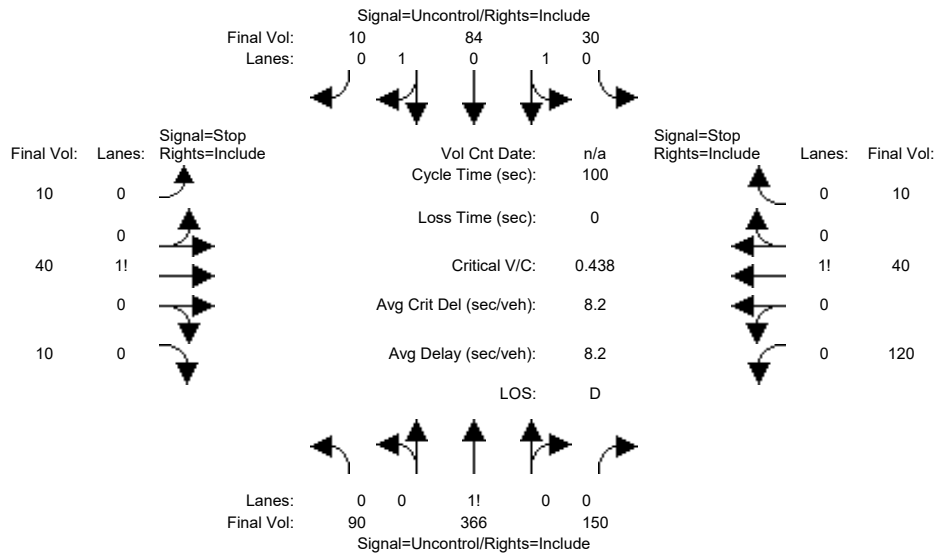 Signal=Uncontrol/Rights=Include
Final Vol: 10 84 30
Lanes: 0 1 0 1 0
Signal=Stop Signal=Stop
Final Vol: Lanes: Rights=Include Vol Cnt Date: n/a Rights=Include Lanes: Final Vol:
Cycle Time (sec): 100
10 0 0 10
Loss Time (sec): 0
0 0
40 1! Critical V/C: 0.438 1! 40
0 Avg Crit Del (sec/veh): 8.2 0
10 0 Avg Delay (sec/veh): 8.2 0 120
LOS: D
Lanes: 0 0 1! 0 0
Final Vol: 90 366 150
Signal=Uncontrol/Rights=Include